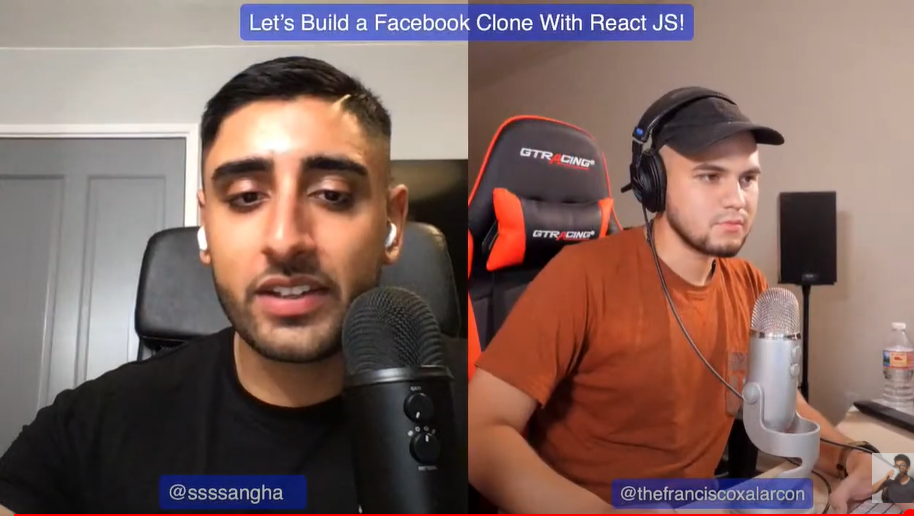 Let's Build a Facebook Clone With React JS!
GTRACING
GTRACING
@ssssangha
@thefranciscoxalarcon